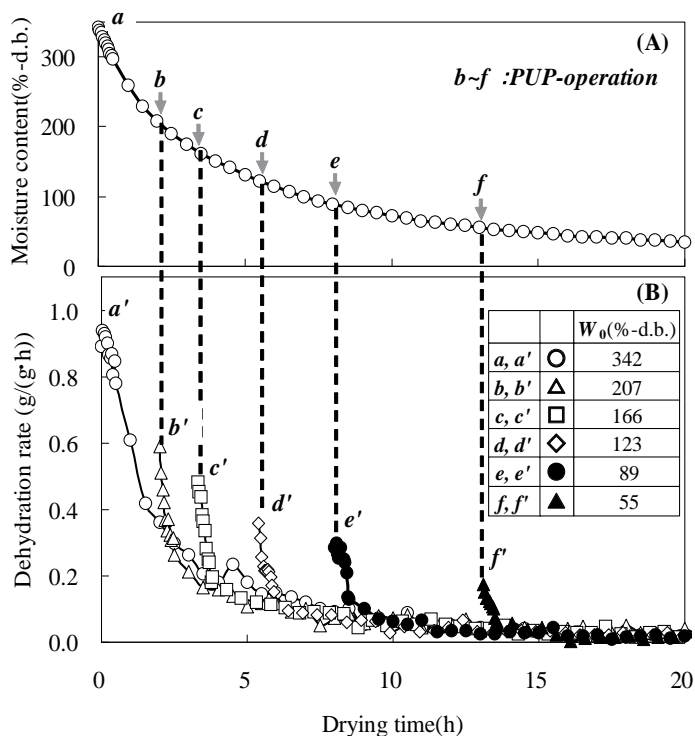 a
(A)
b
b~f :PUP-operation
c
d
e
f
Moisture content(%-d.b.)
300
200
100
0
(B)
a'
1.0
0.8
0.6
0.4
0.2
0.0
Dehydration rate (g/(g·h)
b'
c'
d'
e'
f'
W0(%-d.b.)
a, a' 342
b, b' 207
c, c' 166
d, d' 123
e, e' 89
f, f' 55
0 5 10 15 20
Drying time(h)